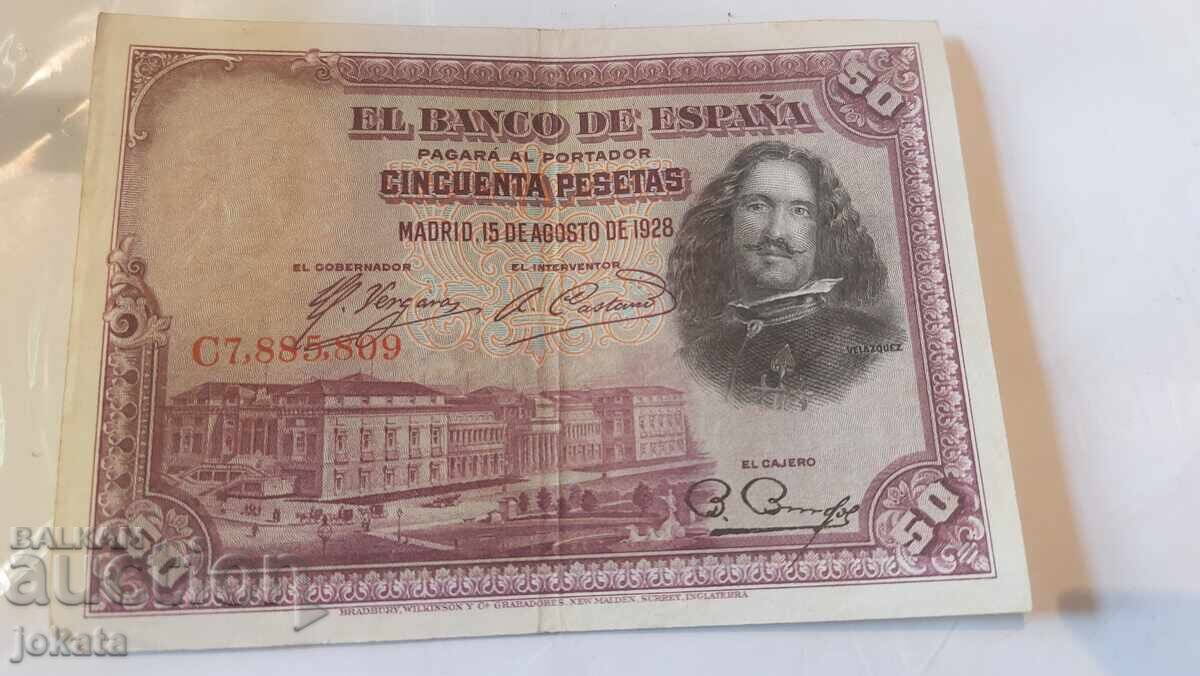 50
EL BANCO DE ESPAÑA
PAGARÁ AL PORTADOR
CINCUENTA PESETAS
MADRID, 15 DE AGOSTO DE 1928
EL GOBERNADOR EL INTERVENTOR
Vergara A. Castaño
C7,885,809
VELAZQUEZ
EL CAJERO
50
BRADBURY, WILKINSON Y Cª GRABADORES, NEW MALDEN, SURREY, INGLATERRA
BALKAN
auction
jokata